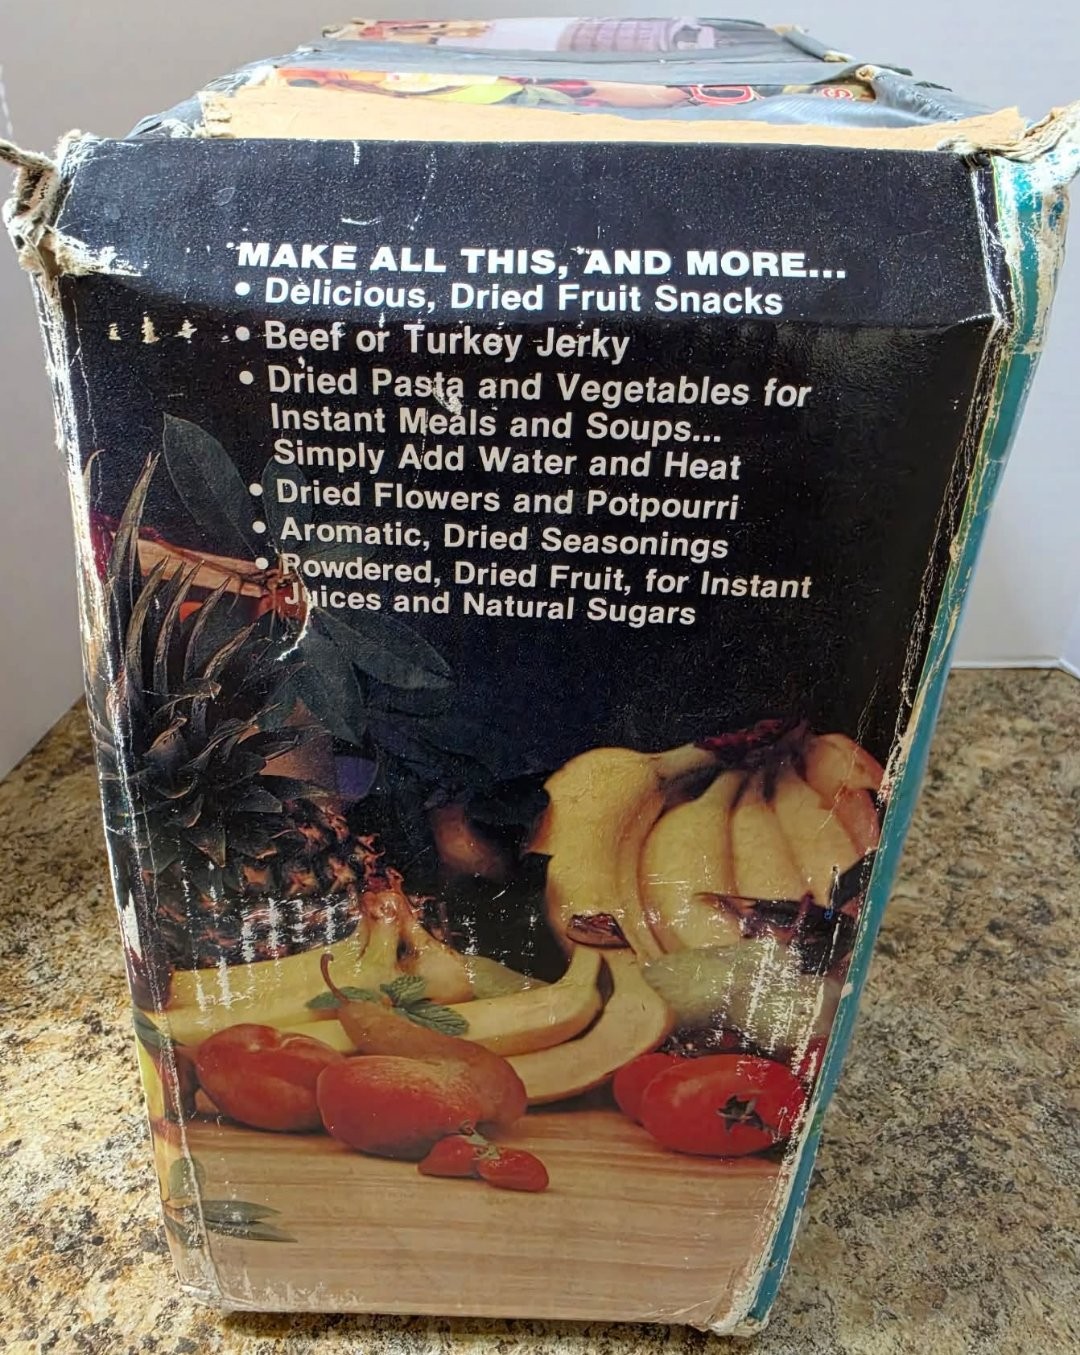 MAKE ALL THIS, AND MORE...
• Delicious, Dried Fruit Snacks
• Beef or Turkey Jerky
• Dried Pasta and Vegetables for
Instant Meals and Soups...
Simply Add Water and Heat
• Dried Flowers and Potpourri
• Aromatic, Dried Seasonings
• Powdered, Dried Fruit, for Instant
Juices and Natural Sugars